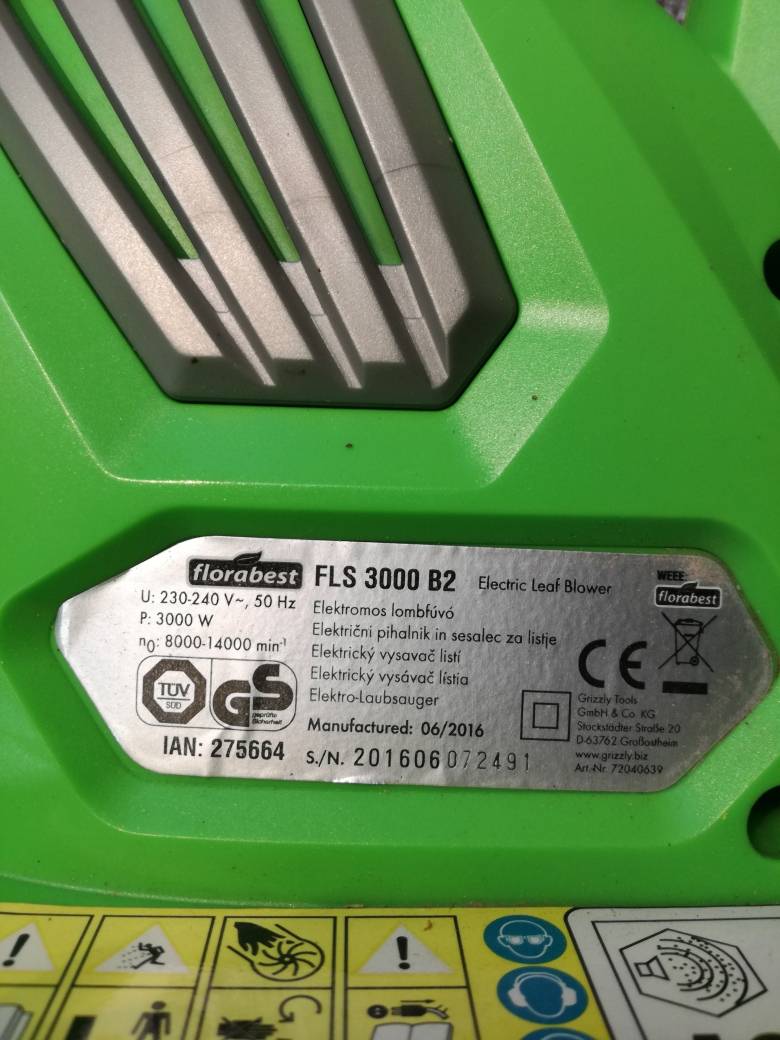 florabest FLS 3000 B2 Electric Leaf Blower
U: 230-240 V~, 50 Hz
P: 3000 W
n0: 8000-14000 min-1
Elektromos lombfúvó
Električni pihalnik in sesalec za listje
Elektrický vysavač listí
Elektrický vysávač lístia
Elektro-Laubsauger
TÜV
SÜD
GS
geprüfte
Sicherheit
Manufactured: 06/2016
IAN: 275664
S./N. 201606072491
WEEE:
florabest
CE
Grizzly Tools
GmbH & Co. KG
Stockstädter Straße 20
D-63762 Großostheim
www.grizzly.biz
Art.-Nr. 72040639